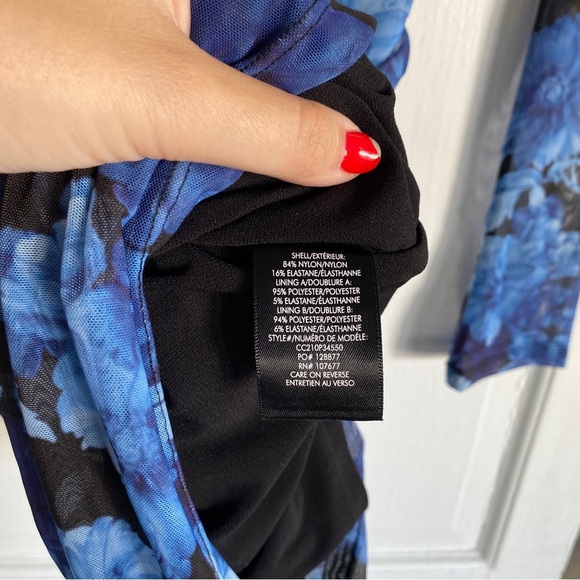 SHELL/EXTÉRIEUR:
84% NYLON/NYLON
16% ELASTANE/ÉLASTHANNE
LINING A/DOUBLURE A:
95% POLYESTER/POLYESTER
5% ELASTANE/ÉLASTHANNE
LINING B/DOUBLURE B:
94% POLYESTER/POLYESTER
6% ELASTANE/ÉLASTHANNE
STYLE#/NUMÉRO DE MODÈLE:
CC210P34550
PO# 128877
RN# 107677
CARE ON REVERSE
ENTRETIEN AU VERSO